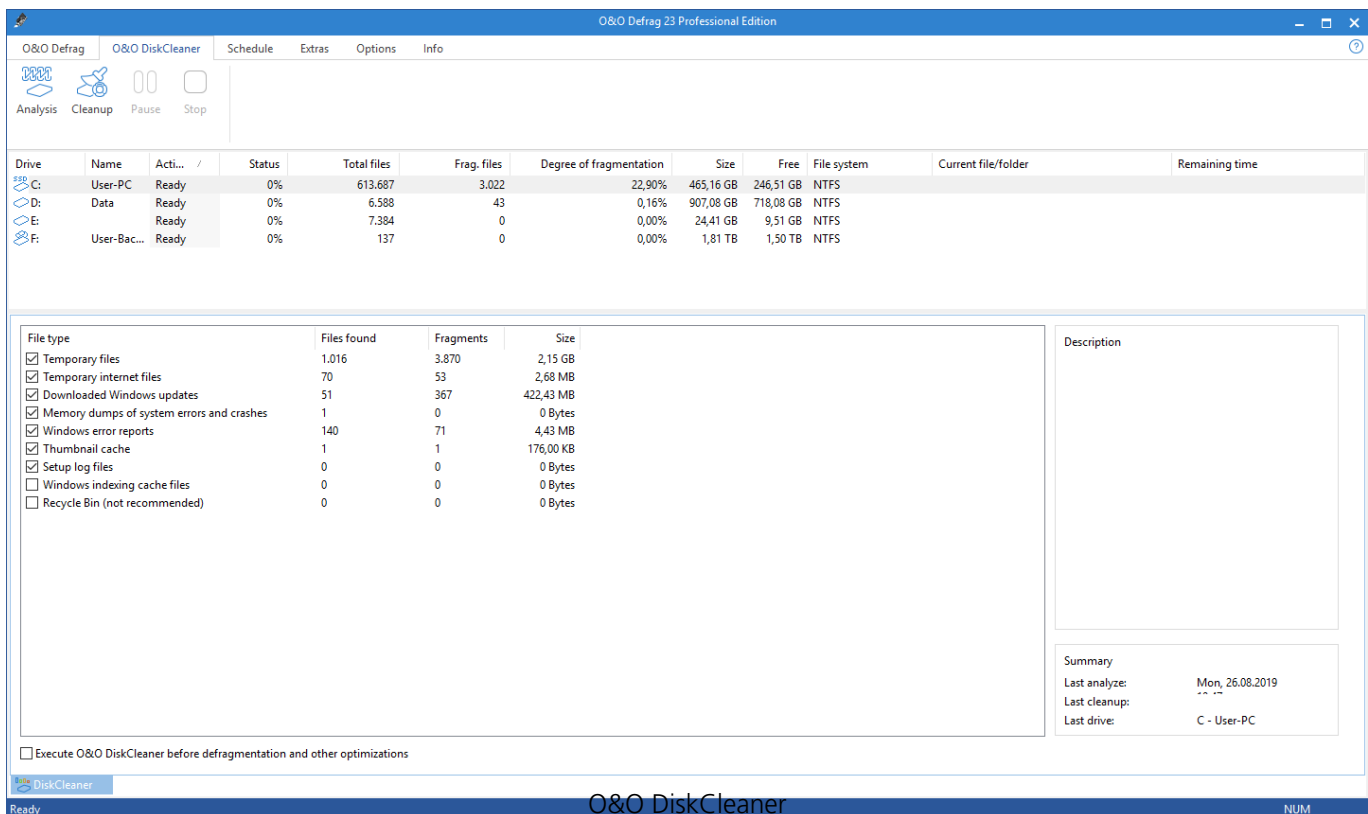 O&O Defrag 23 Professional Edition
O&O Defrag O&O DiskCleaner Schedule Extras Options Info
Analysis Cleanup Pause Stop
Drive Name Acti... Status Total files Frag. files Degree of fragmentation Size Free File system Current file/folder Remaining time
SSD C: User-PC Ready 0% 613.687 3.022 22,90% 465,16 GB 246,51 GB NTFS
D: Data Ready 0% 6.588 43 0,16% 907,08 GB 718,08 GB NTFS
E: Ready 0% 7.384 0 0,00% 24,41 GB 9,51 GB NTFS
F: User-Bac... Ready 0% 137 0 0,00% 1,81 TB 1,50 TB NTFS
File type Files found Fragments Size
Temporary files 1.016 3.870 2,15 GB
Temporary internet files 70 53 2,68 MB
Downloaded Windows updates 51 367 422,43 MB
Memory dumps of system errors and crashes 1 0 0 Bytes
Windows error reports 140 71 4,43 MB
Thumbnail cache 1 1 176,00 KB
Setup log files 0 0 0 Bytes
Windows indexing cache files 0 0 0 Bytes
Recycle Bin (not recommended) 0 0 0 Bytes
Description
Summary
Last analyze: Mon, 26.08.2019
Last cleanup:
Last drive: C - User-PC
Execute O&O DiskCleaner before defragmentation and other optimizations
DiskCleaner
Ready NUM
O&O DiskCleaner